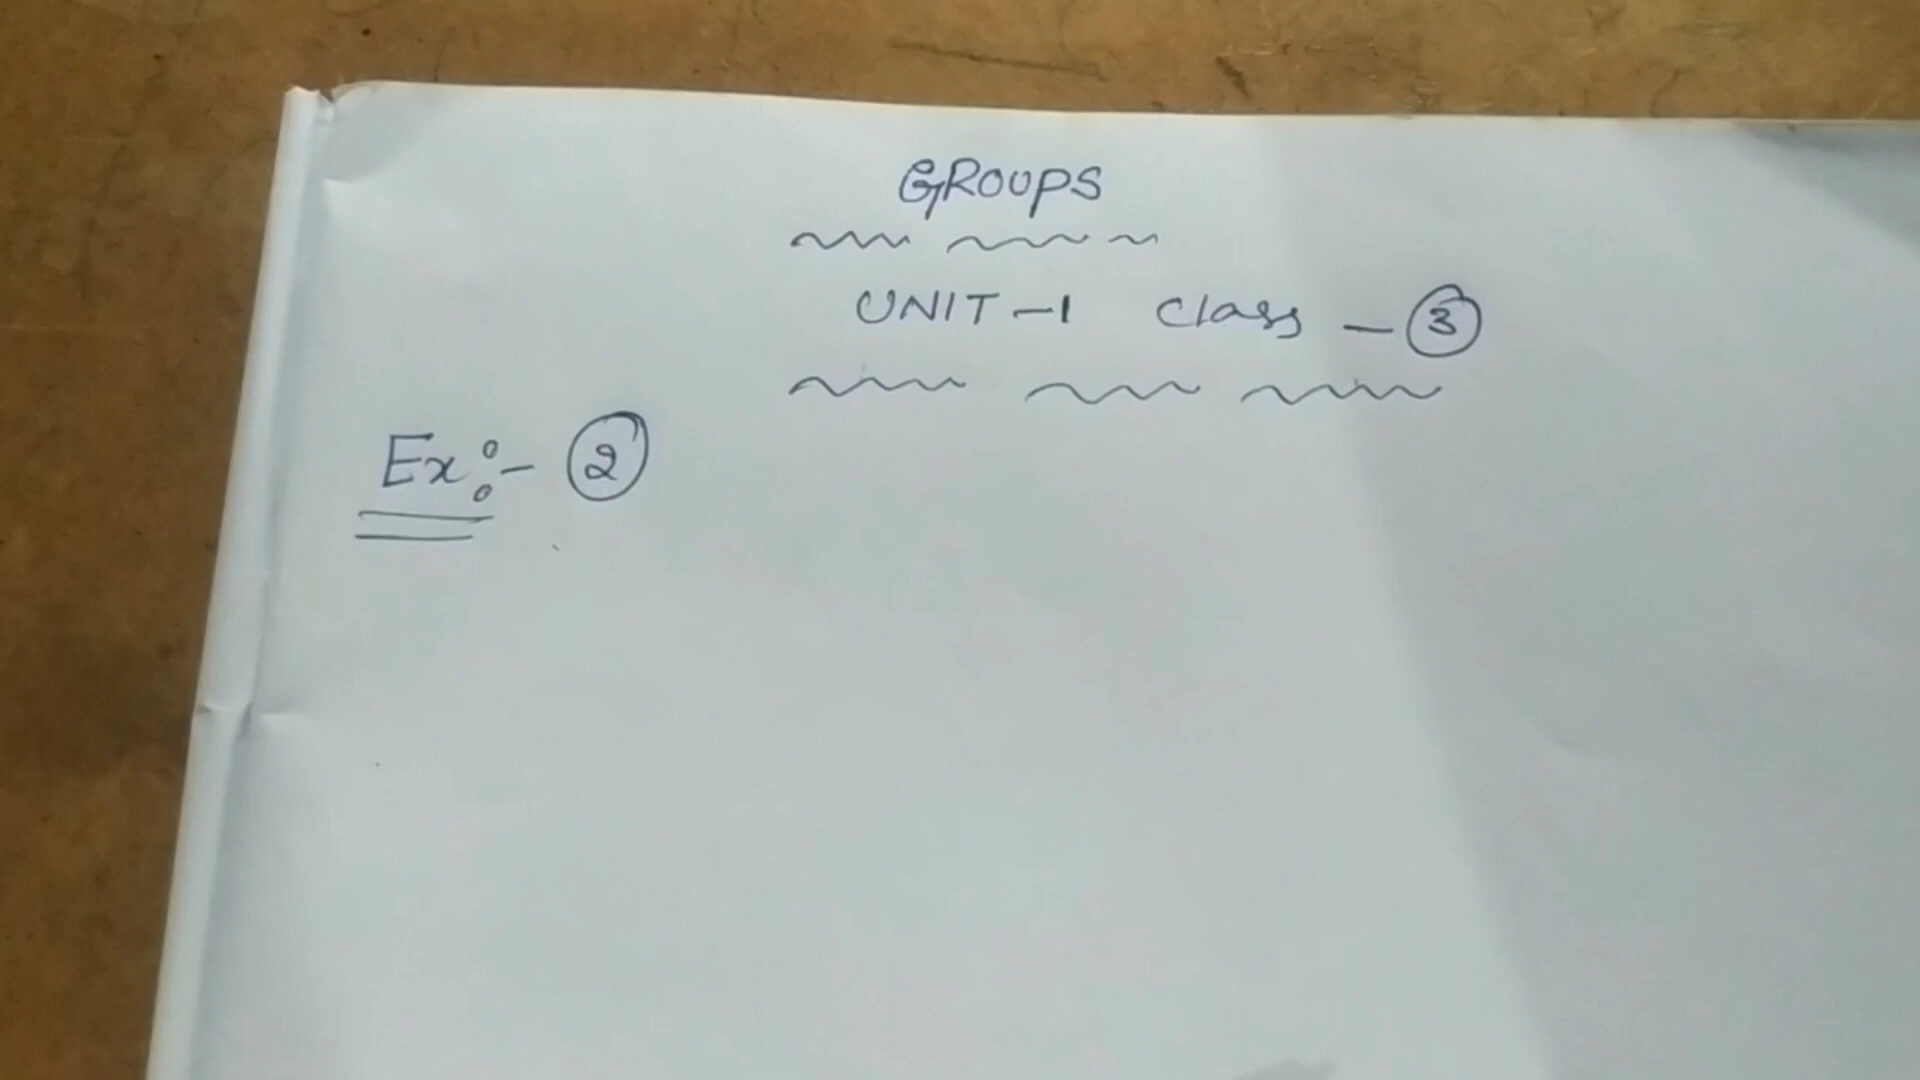 GROUPS
UNIT-1 Class - ③
Ex:- ②